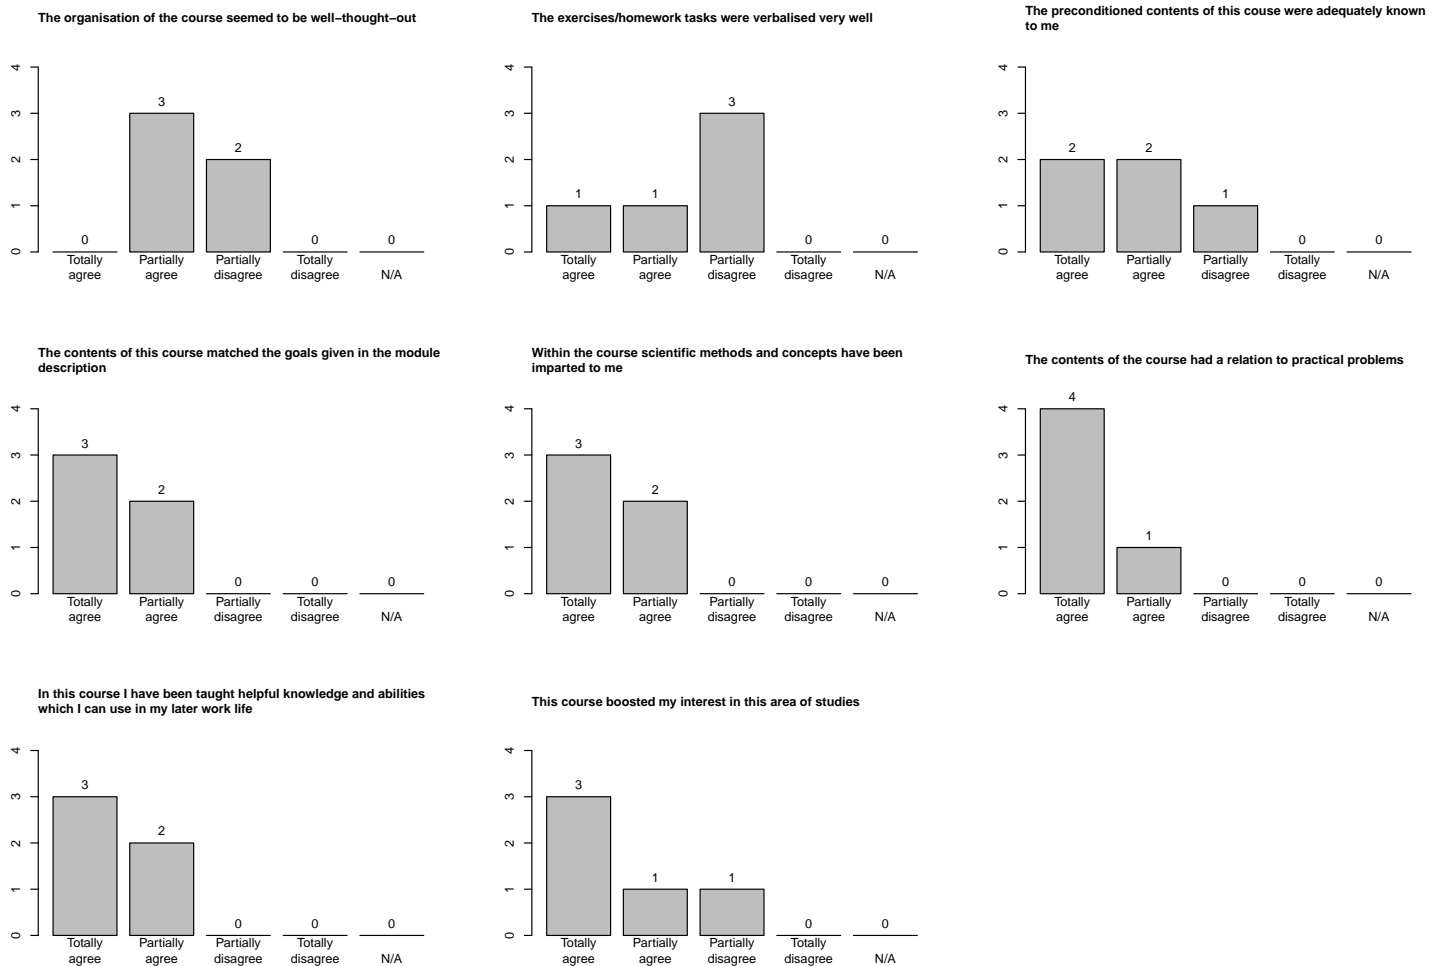 The organisation of the course seemed to be well−thought−out
4
3
2
1
0
0
3
2
0
0
Totally
agree
Partially
agree
Partially
disagree
Totally
disagree
N/A
The exercises/homework tasks were verbalised very well
4
3
2
1
0
1
1
3
0
0
Totally
agree
Partially
agree
Partially
disagree
Totally
disagree
N/A
The preconditioned contents of this couse were adequately known
to me
4
3
2
1
0
2
2
1
0
0
Totally
agree
Partially
agree
Partially
disagree
Totally
disagree
N/A
The contents of this course matched the goals given in the module
description
4
3
2
1
0
3
2
0
0
0
Totally
agree
Partially
agree
Partially
disagree
Totally
disagree
N/A
Within the course scientific methods and concepts have been
imparted to me
4
3
2
1
0
3
2
0
0
0
Totally
agree
Partially
agree
Partially
disagree
Totally
disagree
N/A
The contents of the course had a relation to practical problems
4
3
2
1
0
4
1
0
0
0
Totally
agree
Partially
agree
Partially
disagree
Totally
disagree
N/A
In this course I have been taught helpful knowledge and abilities
which I can use in my later work life
4
3
2
1
0
3
2
0
0
0
Totally
agree
Partially
agree
Partially
disagree
Totally
disagree
N/A
This course boosted my interest in this area of studies
4
3
2
1
0
3
1
1
0
0
Totally
agree
Partially
agree
Partially
disagree
Totally
disagree
N/A